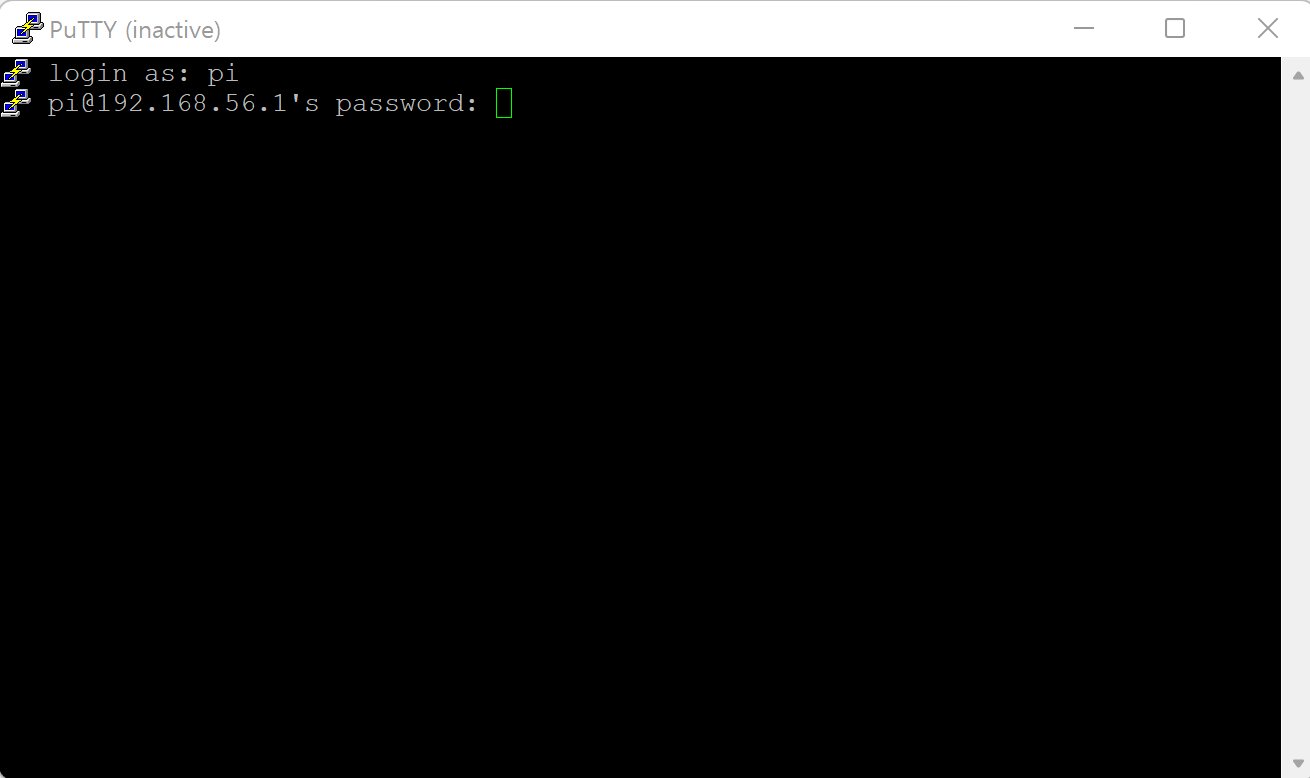 PuTTY (inactive)
login as: pi
pi@192.168.56.1's password: